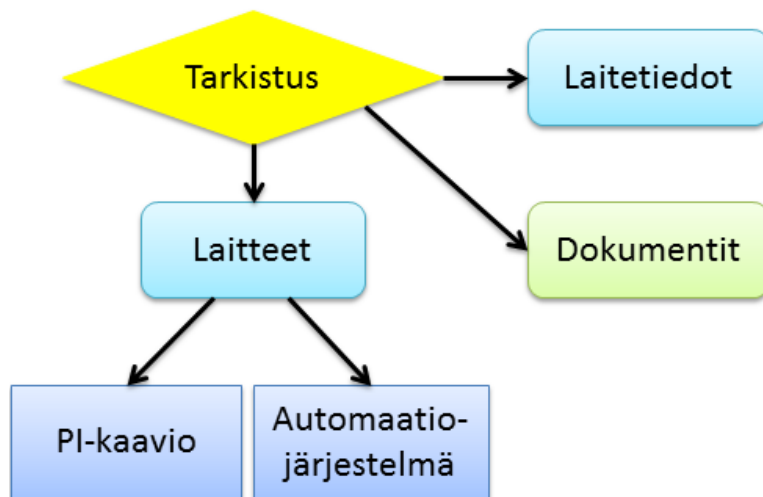 Tarkistus
Laitetiedot
Laitteet
Dokumentit
PI-kaavio
Automaatio-
järjestelmä